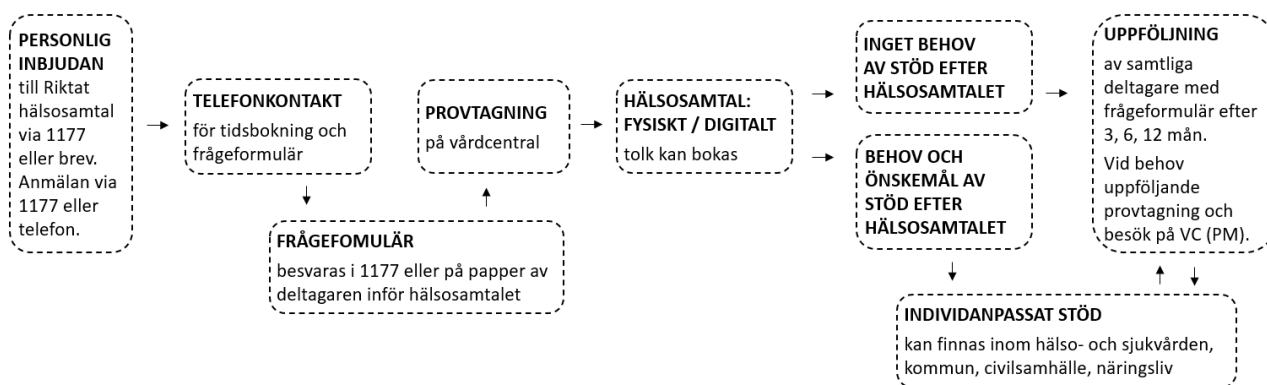 PERSONLIG
INBJUDAN
till Riktat
hälsosamtal
via 1177
eller brev.
Anmälan via
1177 eller
telefon.
TELEFONKONTAKT
för tidsbokning och
frågeformulär
FRÅGEFOMULÄR
besvaras i 1177 eller på papper av
deltagaren inför hälsosamtalet
PROVTAGNING
på vårdcentral
HÄLSOSAMTAL:
FYSISKT / DIGITALT
tolk kan bokas
INGET BEHOV
AV STÖD EFTER
HÄLSOSAMTALET
BEHOV OCH
ÖNSKEMÅL AV
STÖD EFTER
HÄLSOSAMTALET
UPPFÖLJNING
av samtliga
deltagare med
frågeformulär efter
3, 6, 12 mån.
Vid behov
uppföljande
provtagning och
besök på VC (PM).
INDIVIDANPASSAT STÖD
kan finnas inom hälso- och sjukvården,
kommun, civilsamhälle, näringsliv